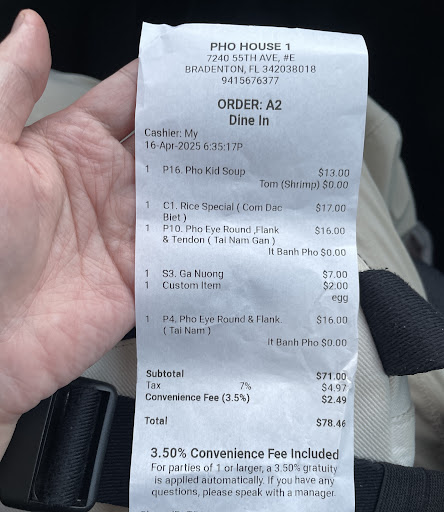 PHO HOUSE 1
7240 55TH AVE, #E
BRADENTON, FL 342038018
9415676377
ORDER: A2
Dine In
Cashier: My
16-Apr-2025 6:35:17P
1 P16. Pho Kid Soup $13.00
Tom (Shrimp) $0.00
1 C1. Rice Special ( Com Dac $17.00
Biet )
1 P10. Pho Eye Round ,Flank $16.00
& Tendon ( Tai Nam Gan )
It Banh Pho $0.00
1 S3. Ga Nuong $7.00
1 Custom Item $2.00
egg
1 P4. Pho Eye Round & Flank. $16.00
( Tai Nam )
It Banh Pho $0.00
Subtotal $71.00
Tax 7% $4.97
Convenience Fee (3.5%) $2.49
Total $78.46
3.50% Convenience Fee Included
For parties of 1 or larger, a 3.50% gratuity
is applied automatically. If you have any
questions, please speak with a manager.